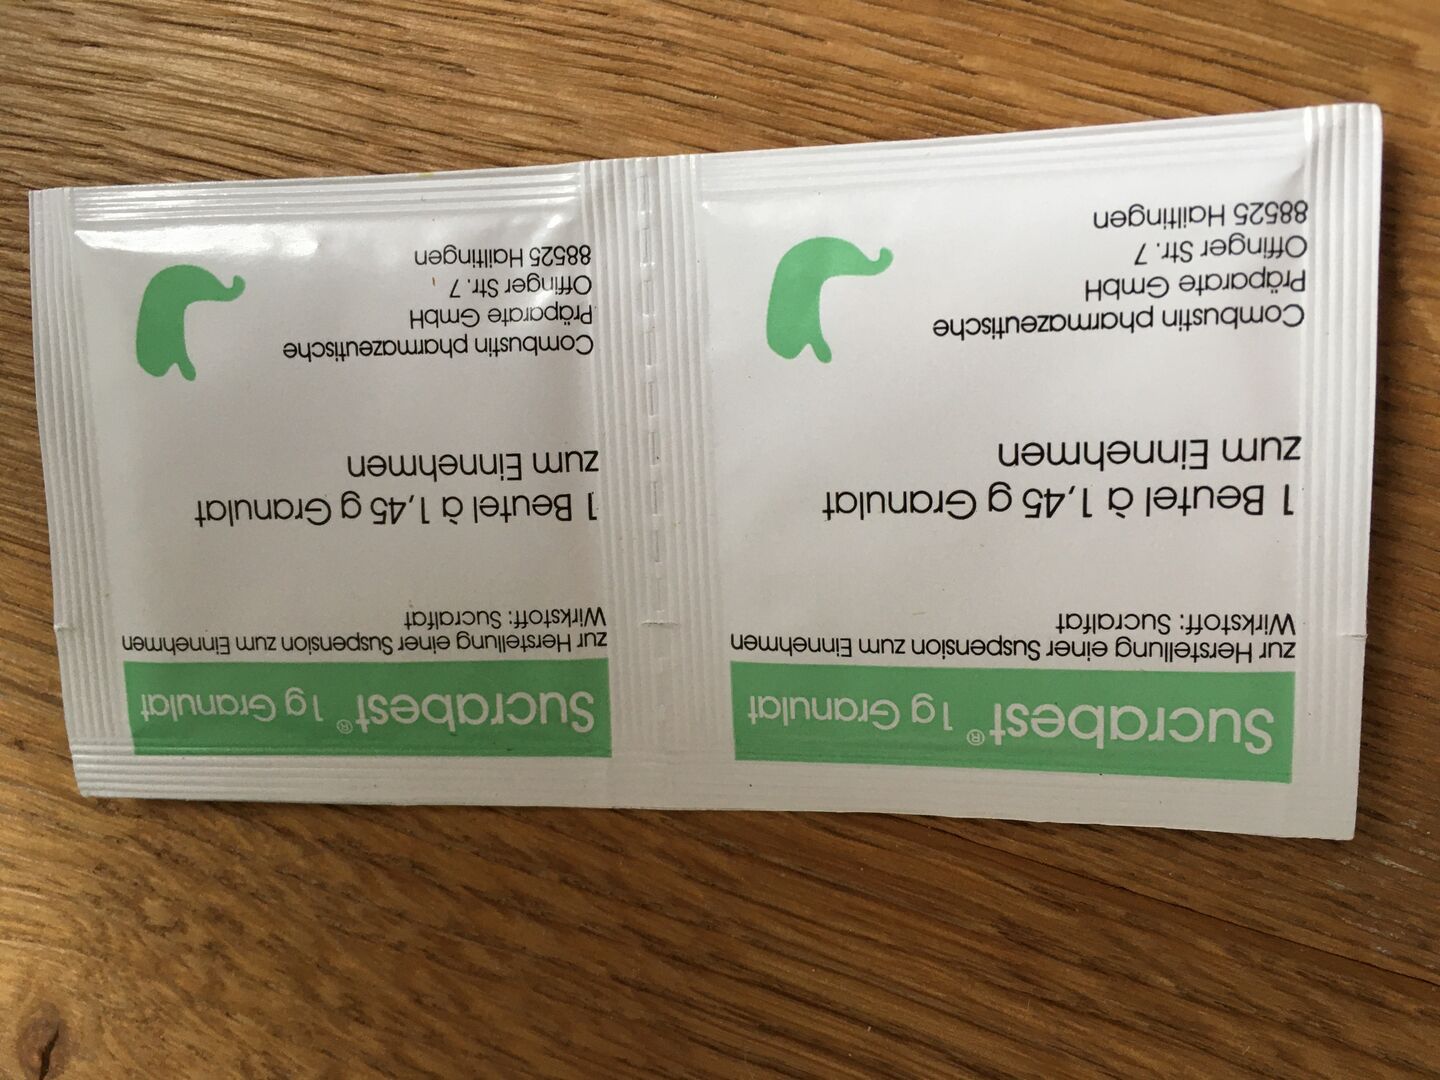 Sucrabest® 1g Granulat
zur Herstellung einer Suspension zum Einnehmen
Wirkstoff: Sucralfat
1 Beutel à 1,45 g Granulat
zum Einnehmen
Combustin pharmazeutische
Präparate GmbH
Offinger Str. 7
88525 Hailtingen
Sucrabest® 1g Granulat
zur Herstellung einer Suspension zum Einnehmen
Wirkstoff: Sucralfat
1 Beutel à 1,45 g Granulat
zum Einnehmen
Combustin pharmazeutische
Präparate GmbH
Offinger Str. 7
88525 Hailtingen